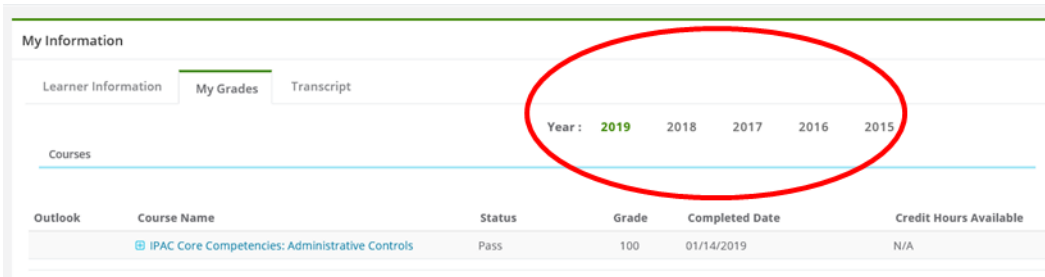 My Information
Learner Information My Grades Transcript
Year : 2019 2018 2017 2016 2015
Courses
Outlook Course Name Status Grade Completed Date Credit Hours Available
IPAC Core Competencies: Administrative Controls Pass 100 01/14/2019 N/A